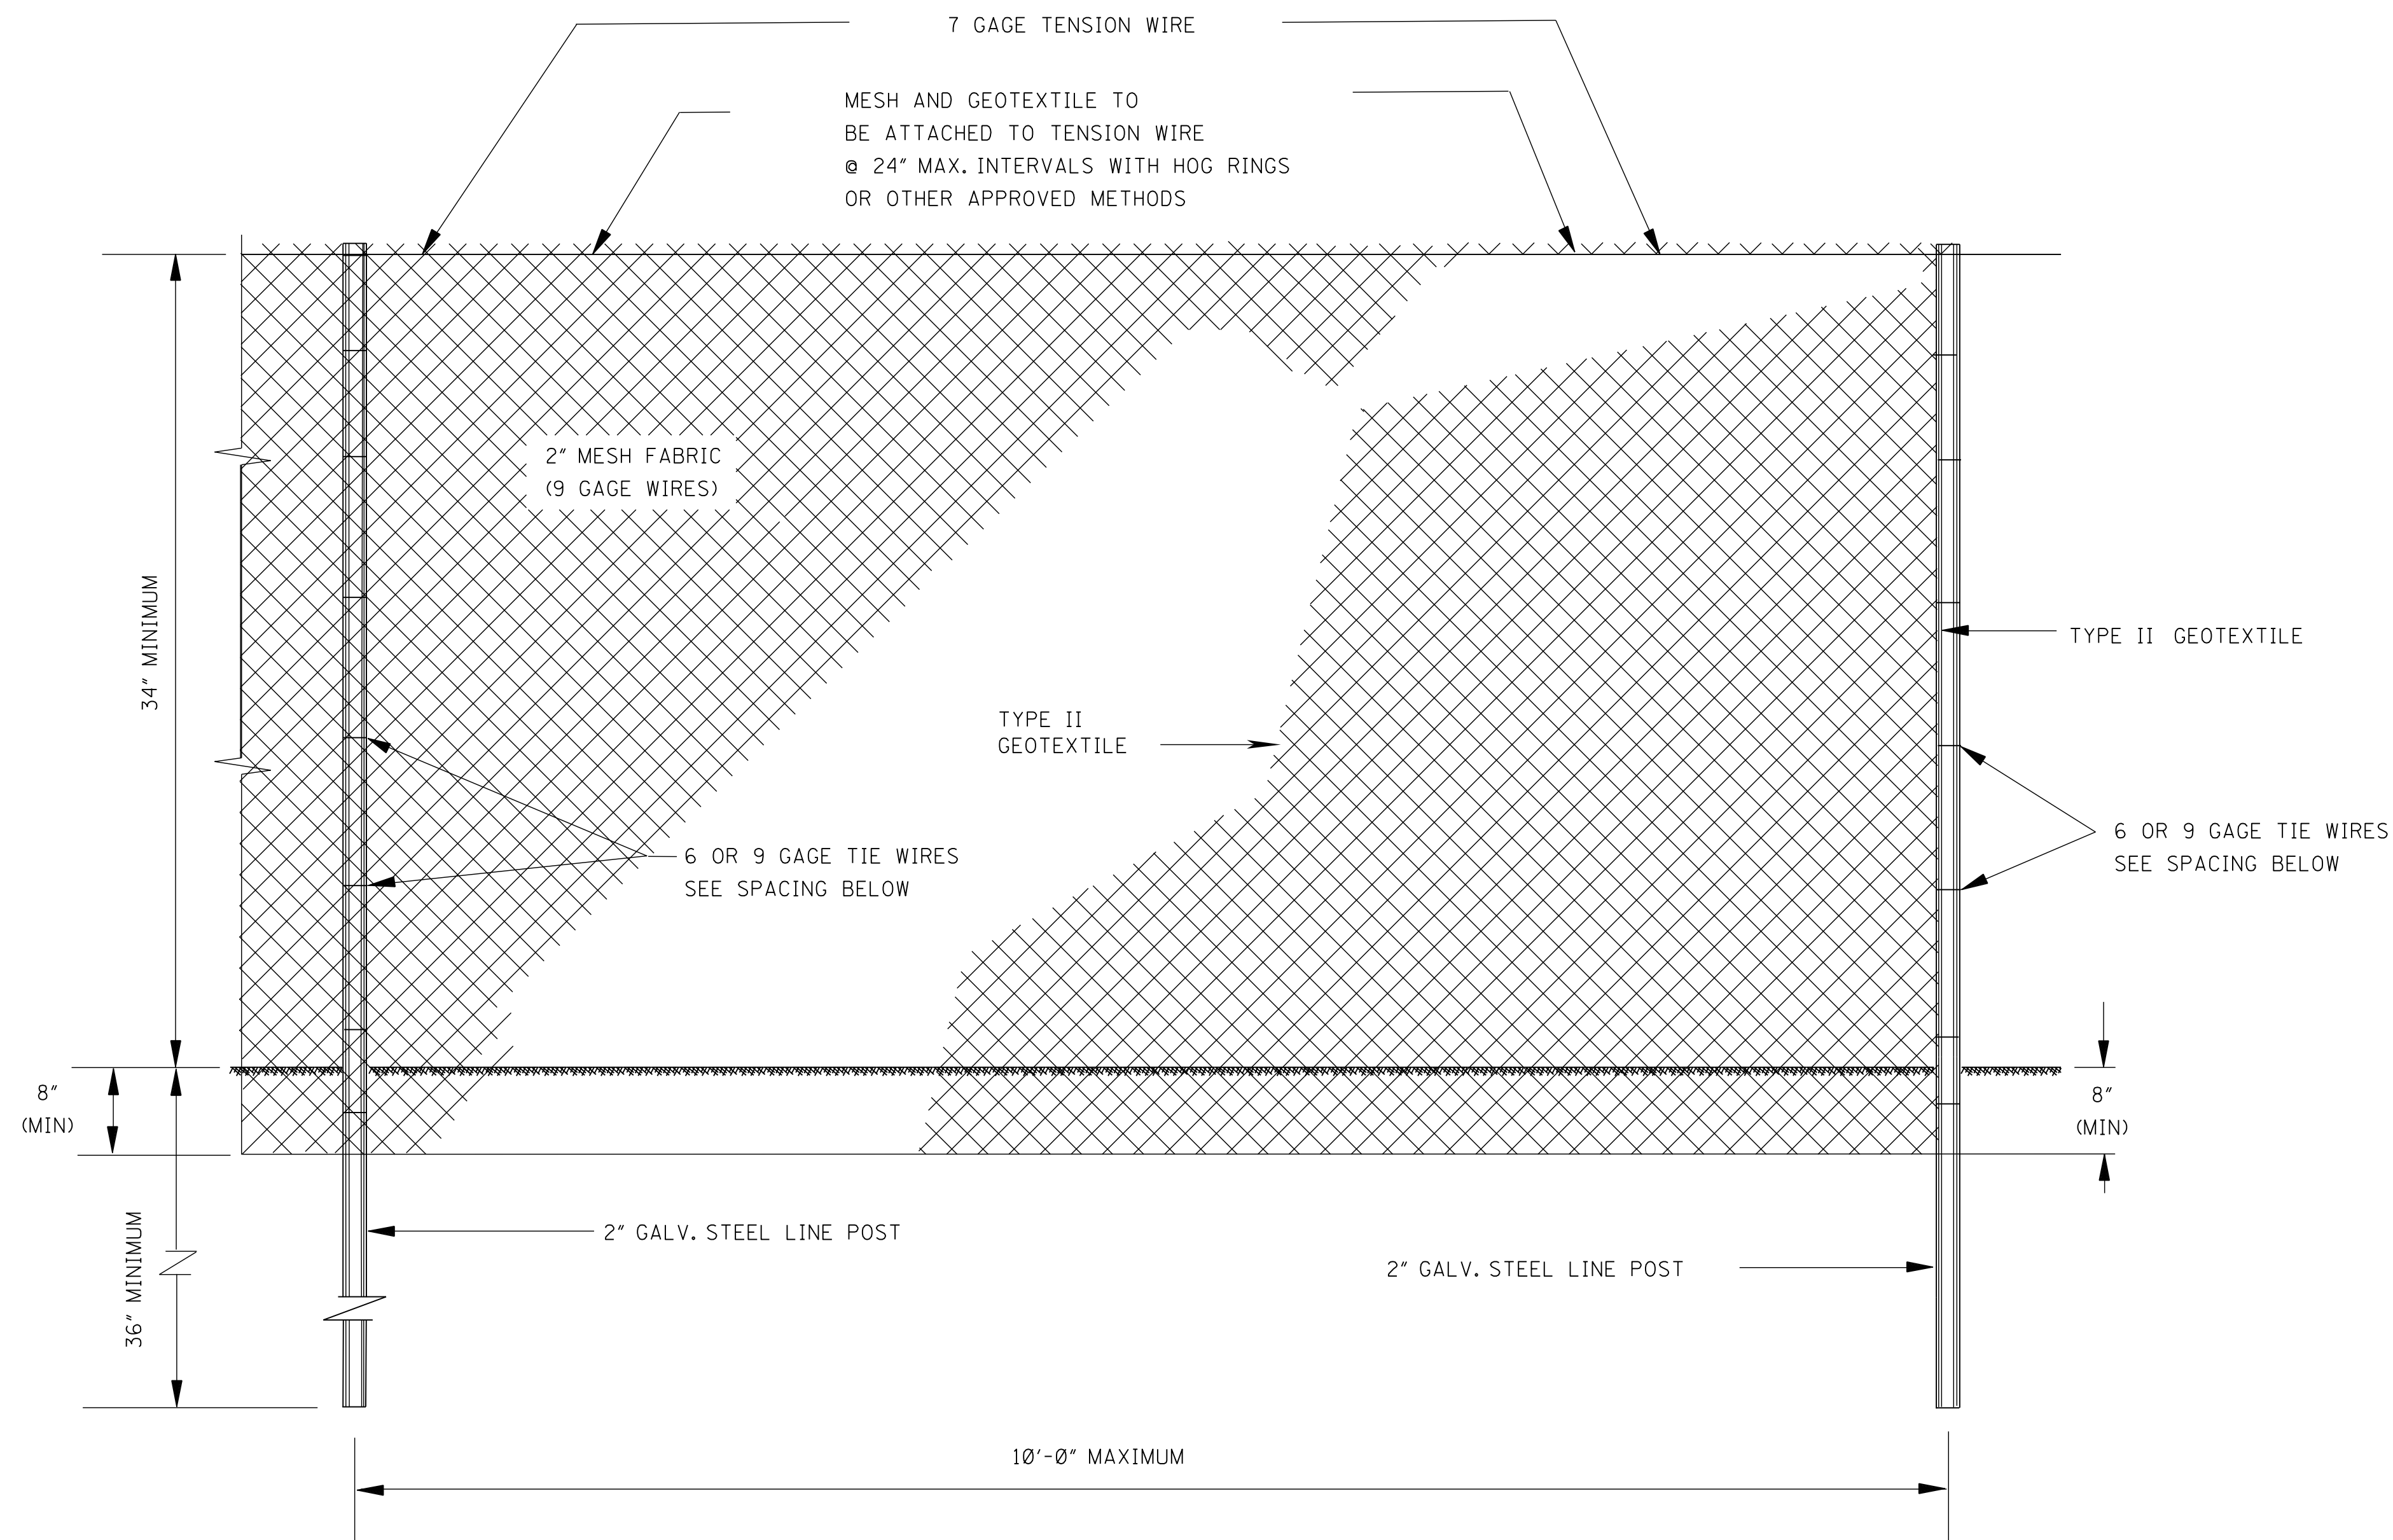 7 GAGE TENSION WIRE
MESH AND GEOTEXTILE TO
BE ATTACHED TO TENSION WIRE
@ 24" MAX. INTERVALS WITH HOG RINGS
OR OTHER APPROVED METHODS
2" MESH FABRIC
(9 GAGE WIRES)
34" MINIMUM
TYPE II GEOTEXTILE
TYPE II
GEOTEXTILE
6 OR 9 GAGE TIE WIRES
SEE SPACING BELOW
6 OR 9 GAGE TIE WIRES
SEE SPACING BELOW
8"
(MIN)
8"
(MIN)
36" MINIMUM
2" GALV. STEEL LINE POST
2" GALV. STEEL LINE POST
10'-0" MAXIMUM